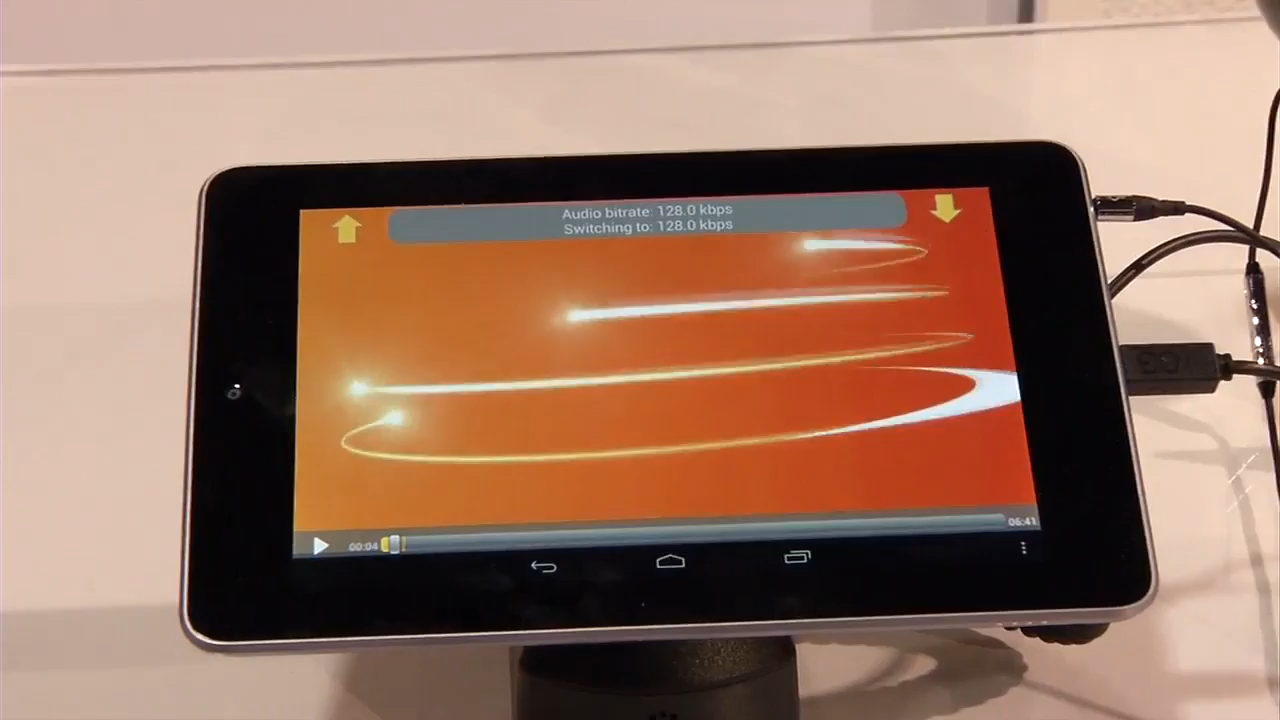 Audio bitrate: 128.0 kbps
Switching to: 128.0 kbps
00:04
06:41